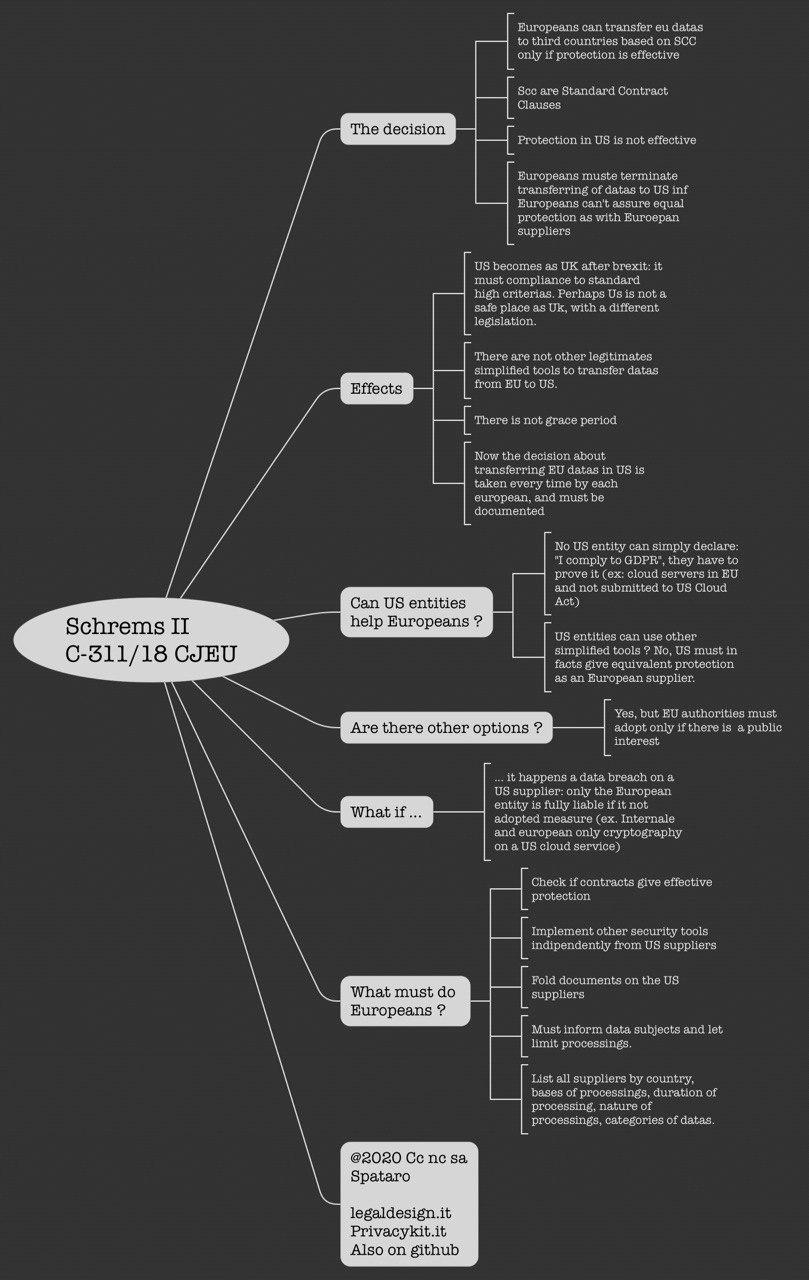 Schrems II
C-311/18 CJEU
The decision
Europeans can transfer eu datas
to third countries based on SCC
only if protection is effective
Scc are Standard Contract
Clauses
Protection in US is not effective
Europeans muste terminate
transferring of datas to US inf
Europeans can't assure equal
protection as with Euroepan
suppliers
Effects
US becomes as UK after brexit: it
must compliance to standard
high criterias. Perhaps Us is not a
safe place as Uk, with a different
legislation.
There are not other legitimates
simplified tools to transfer datas
from EU to US.
There is not grace period
Now the decision about
transferring EU datas in US is
taken every time by each
european, and must be
documented
Can US entities
help Europeans ?
No US entity can simply declare:
"I comply to GDPR", they have to
prove it (ex: cloud servers in EU
and not submitted to US Cloud
Act)
US entities can use other
simplified tools ? No, US must in
facts give equivalent protection
as an European supplier.
Are there other options ?
Yes, but EU authorities must
adopt only if there is  a public
interest
What if ...
... it happens a data breach on a
US supplier: only the European
entity is fully liable if it not
adopted measure (ex. Internale
and european only cryptography
on a US cloud service)
What must do
Europeans ?
Check if contracts give effective
protection
Implement other security tools
indipendently from US suppliers
Fold documents on the US
suppliers
Must inform data subjects and let
limit processings.
List all suppliers by country,
bases of processings, duration of
processing, nature of
processings, categories of datas.
@2020 Cc nc sa
Spataro
legaldesign.it
Privacykit.it
Also on github